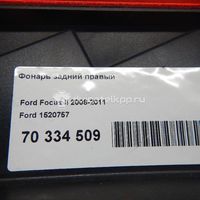 Фонарь задний правый
Ford Focus II 2008-2011
Ford 1520757
70 334 509